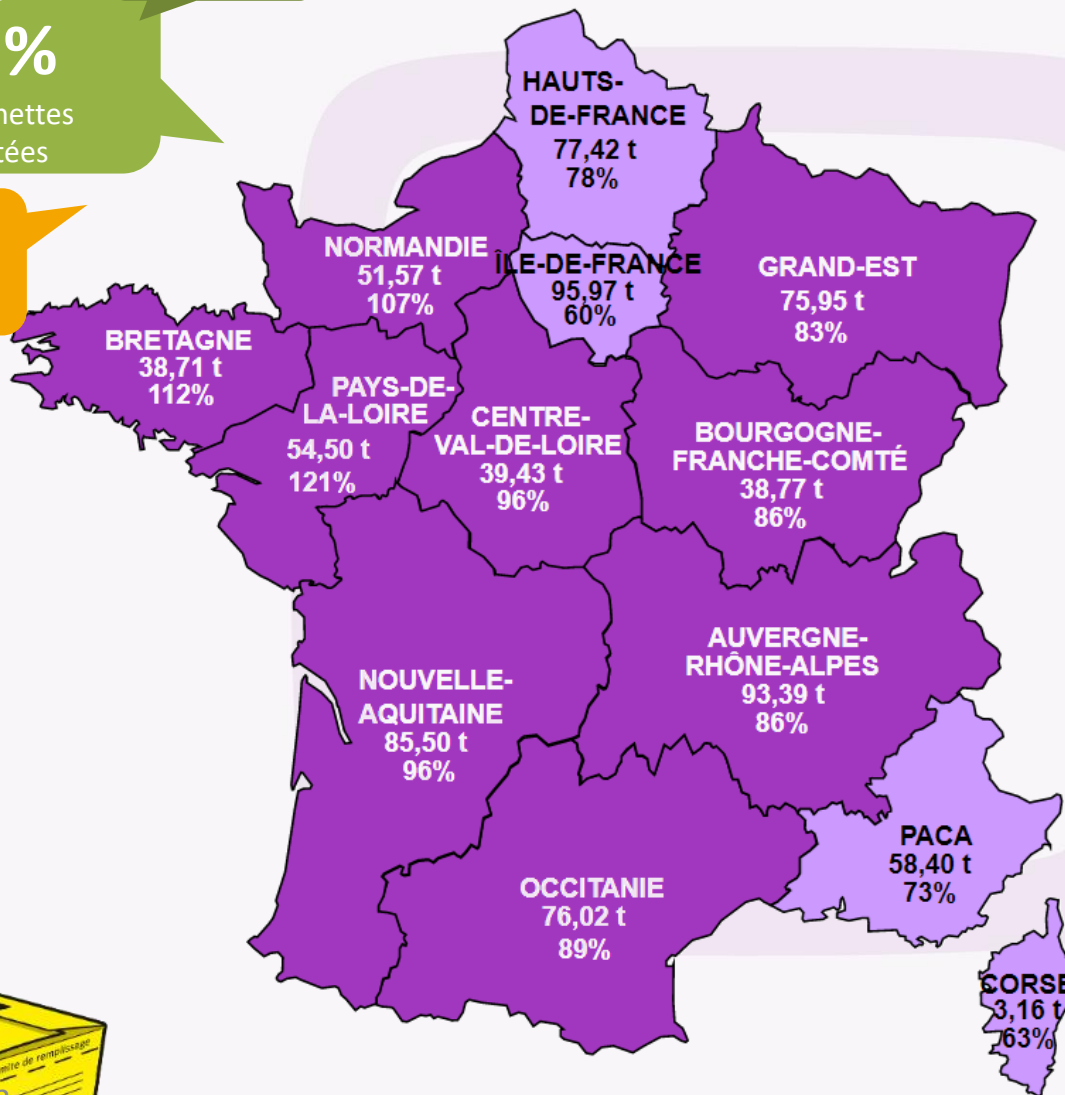 %
HAUTS-
DE-FRANCE
77,42 t
78%
NORMANDIE
51,57 t
107%
ÎLE-DE-FRANCE
95,97 t
60%
GRAND-EST
75,95 t
83%
BRETAGNE
38,71 t
112%
PAYS-DE-
LA-LOIRE
54,50 t
121%
CENTRE-
VAL-DE-LOIRE
39,43 t
96%
BOURGOGNE-
FRANCHE-COMTÉ
38,77 t
86%
NOUVELLE-
AQUITAINE
85,50 t
96%
AUVERGNE-
RHÔNE-ALPES
93,39 t
86%
OCCITANIE
76,02 t
89%
PACA
58,40 t
73%
CORSE
3,16 t
63%
de remplissage